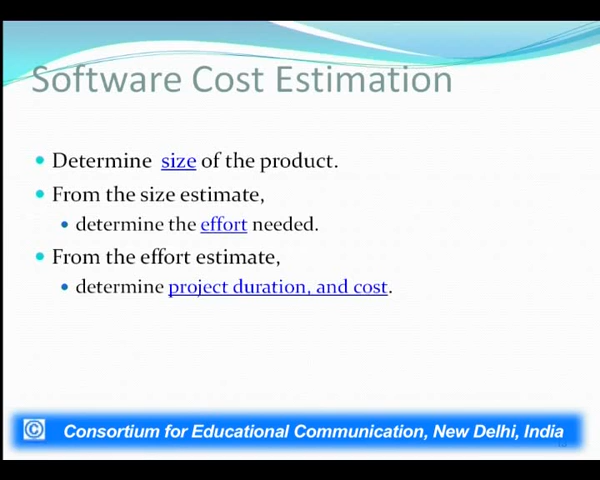 Software Cost Estimation
• Determine size of the product.
• From the size estimate,
• determine the effort needed.
• From the effort estimate,
• determine project duration, and cost.
© Consortium for Educational Communication, New Delhi, India